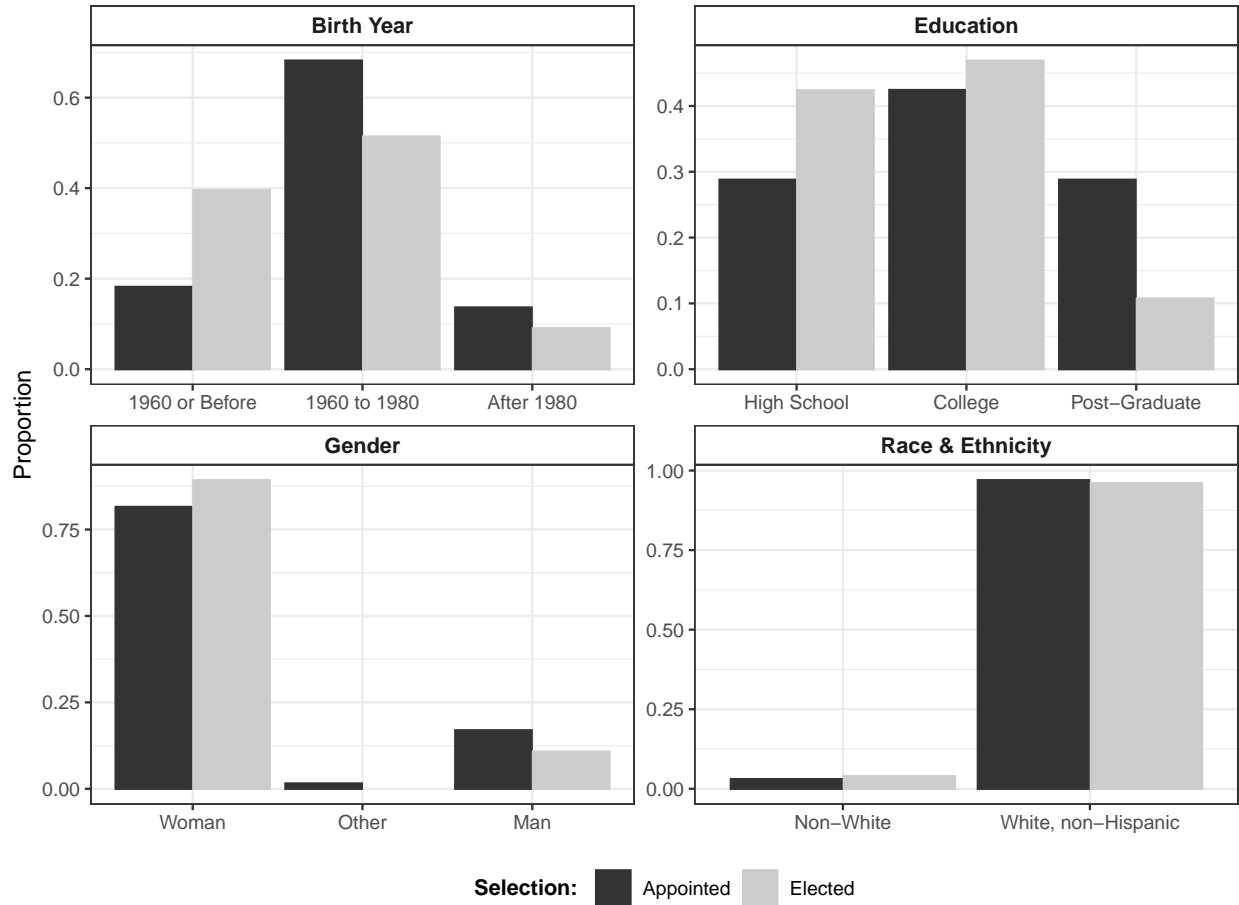 Birth Year
Education
0.6
0.4
0.2
0.0
0.4
0.3
0.2
0.1
0.0
1960 or Before
1960 to 1980
After 1980
High School
College
Post−Graduate
Proportion
Gender
Race & Ethnicity
0.75
0.50
0.25
0.00
1.00
0.75
0.50
0.25
0.00
Woman
Other
Man
Non−White
White, non−Hispanic
Selection:
Appointed
Elected